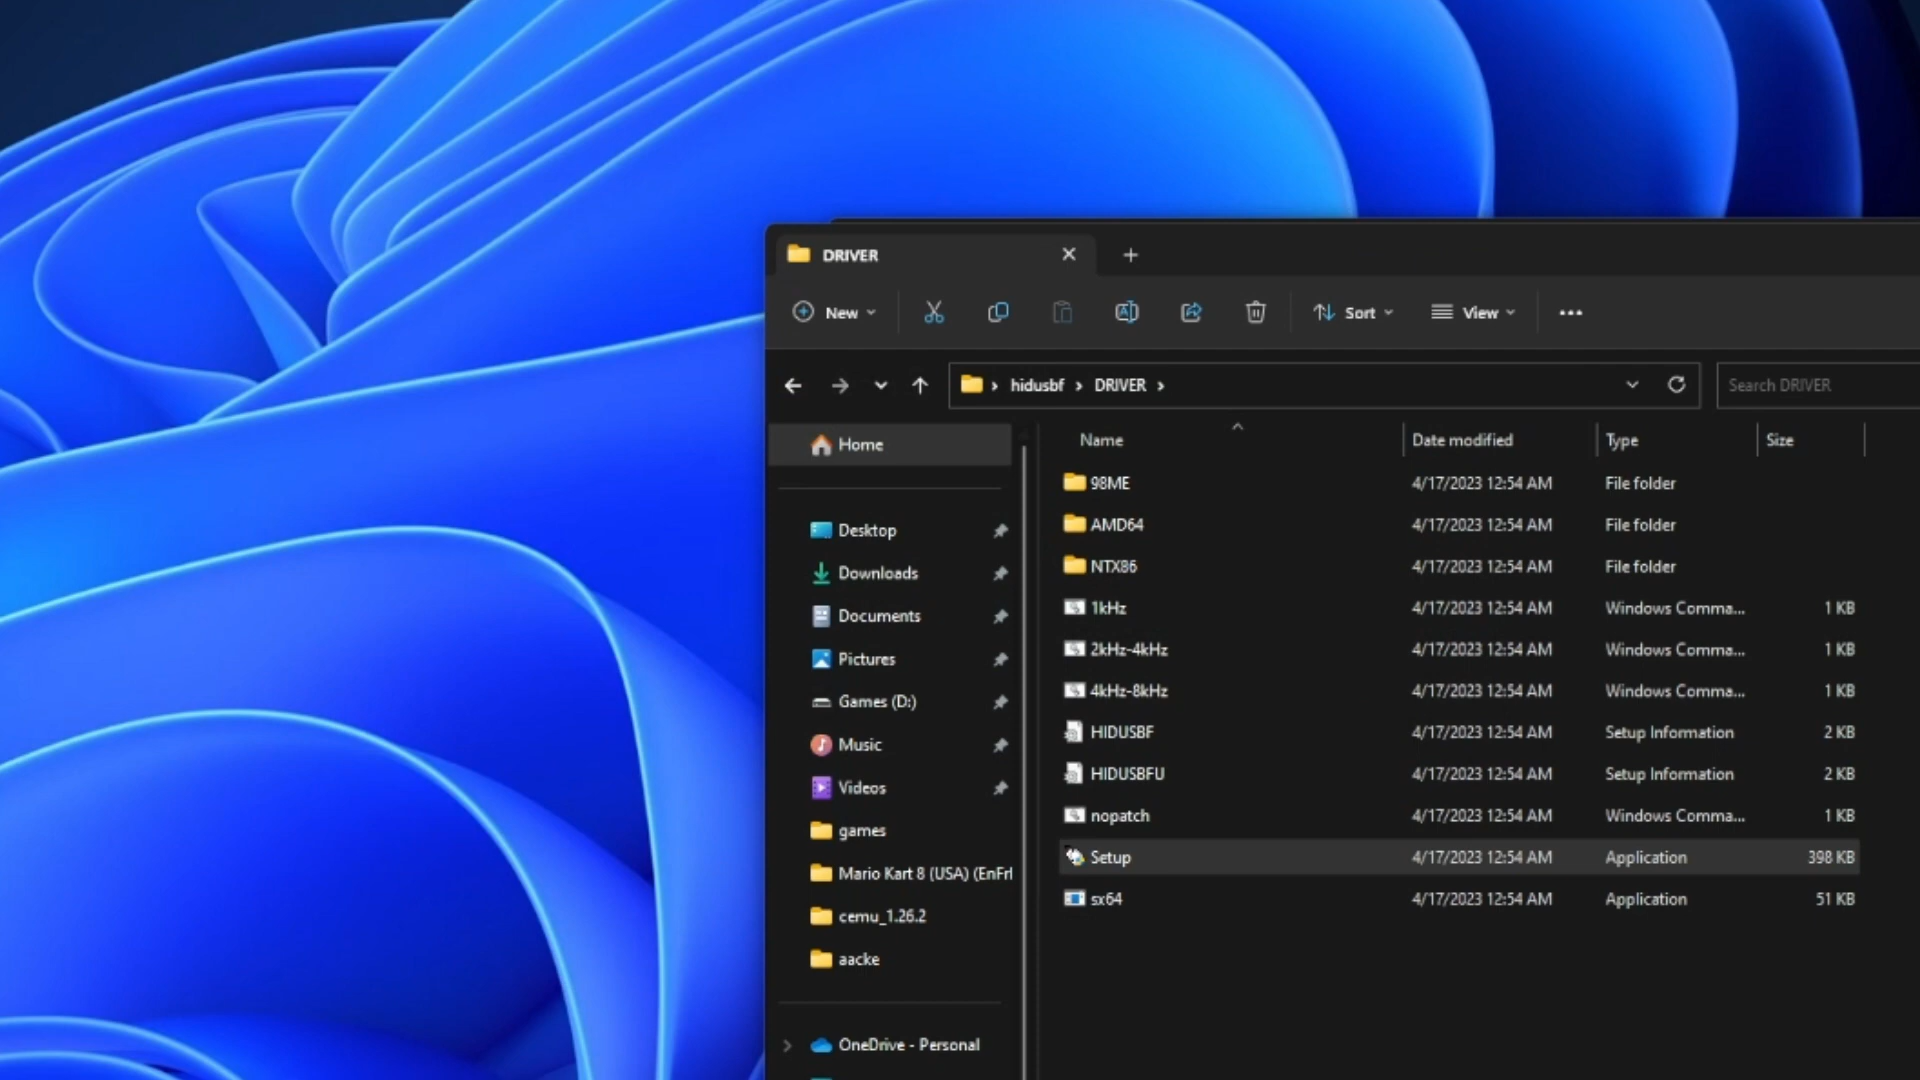 DRIVER
New
Sort
View
hidusbf
DRIVER
Search DRIVER
Home
Desktop
Downloads
Documents
Pictures
Games (D:)
Music
Videos
games
Mario Kart 8 (USA) (EnFrl
cemu_1.26.2
aacke
OneDrive - Personal
Name Date modified Type Size
98ME 4/17/2023 12:54 AM File folder
AMD64 4/17/2023 12:54 AM File folder
NTX86 4/17/2023 12:54 AM File folder
1kHz 4/17/2023 12:54 AM Windows Comma... 1 KB
2kHz-4kHz 4/17/2023 12:54 AM Windows Comma... 1 KB
4kHz-8kHz 4/17/2023 12:54 AM Windows Comma... 1 KB
HIDUSBF 4/17/2023 12:54 AM Setup Information 2 KB
HIDUSBFU 4/17/2023 12:54 AM Setup Information 2 KB
nopatch 4/17/2023 12:54 AM Windows Comma... 1 KB
Setup 4/17/2023 12:54 AM Application 398 KB
sx64 4/17/2023 12:54 AM Application 51 KB